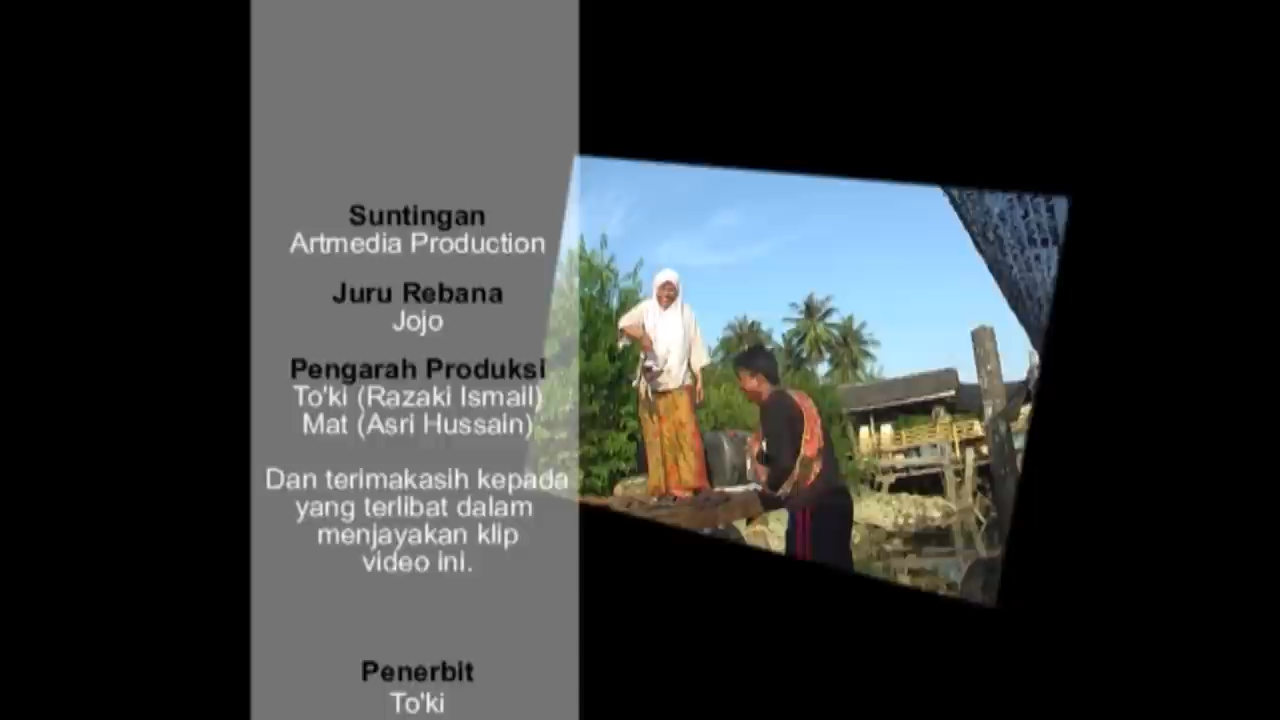 Suntingan
Artmedia Production
Juru Rebana
Jojo
Pengarah Produksi
To'ki (Razaki Ismail)
Mat (Asri Hussain)
Dan terimakasih kepada
yang terlibat dalam
menjayakan klip
video ini.
Penerbit
To'ki